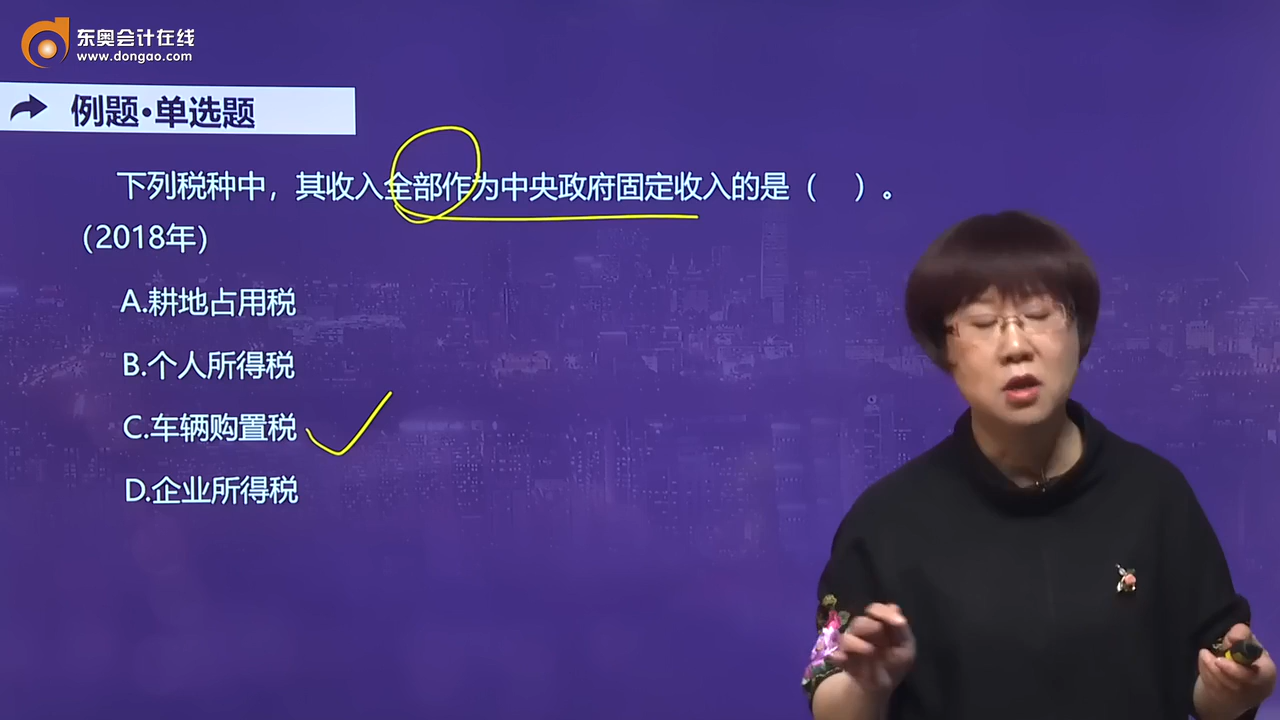 东奥会计在线
www.dongao.com
例题·单选题
下列税种中，其收入全部作为中央政府固定收入的是（　）。
（2018年）
A.耕地占用税
B.个人所得税
C.车辆购置税
D.企业所得税